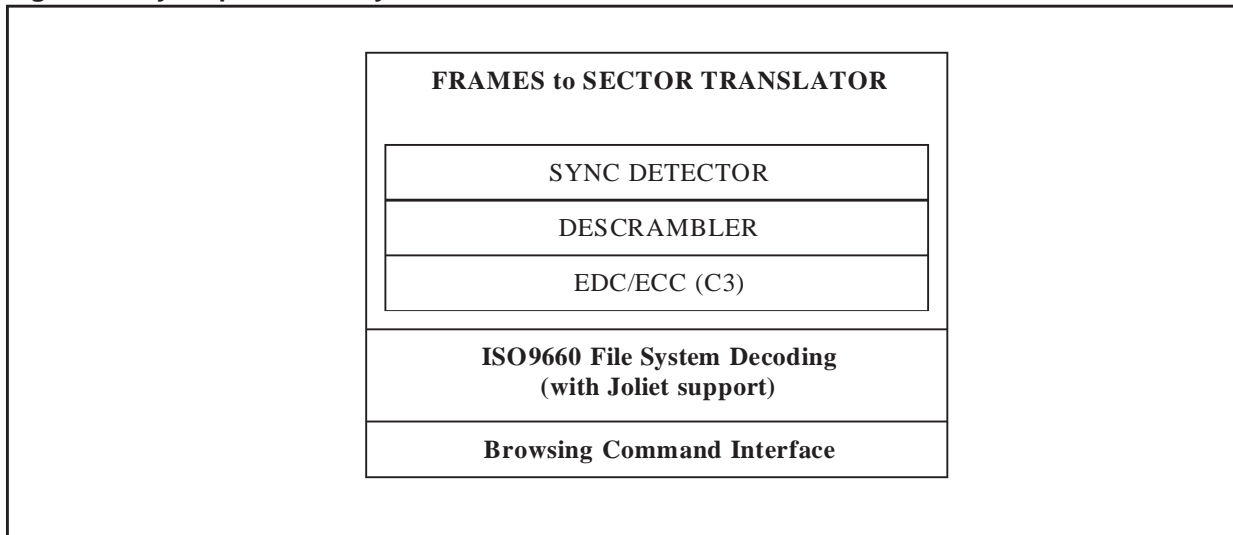 FRAMES to SECTOR TRANSLATOR
SYNC DETECTOR
DESCRAMBLER
EDC/ECC (C3)
ISO9660 File System Decoding
(with Joliet support)
Browsing Command Interface